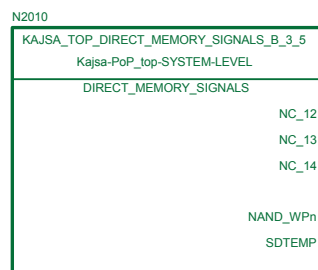 N2010
KAJSA_TOP_DIRECT_MEMORY_SIGNALS_B_3_5
Kajsa-PoP_top-SYSTEM-LEVEL
DIRECT_MEMORY_SIGNALS
NC_12
NC_13
NC_14
NAND_WPn
SDTEMP